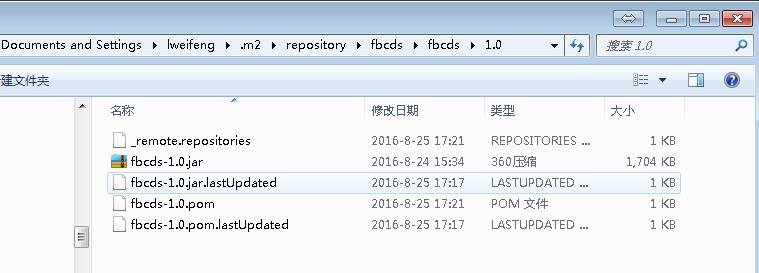 Documents and Settings ▸ lweifeng ▸ .m2 ▸ repository ▸ fbcds ▸ fbcds ▸ 1.0 搜索 1.0
建文件夹
名称 修改日期 类型 大小
_remote.repositories 2016-8-25 17:21 REPOSITORIES ... 1 KB
fbcds-1.0.jar 2016-8-24 15:34 360压缩 1,704 KB
fbcds-1.0.jar.lastUpdated 2016-8-25 17:17 LASTUPDATED ... 1 KB
fbcds-1.0.pom 2016-8-25 17:21 POM 文件 1 KB
fbcds-1.0.pom.lastUpdated 2016-8-25 17:17 LASTUPDATED ... 1 KB